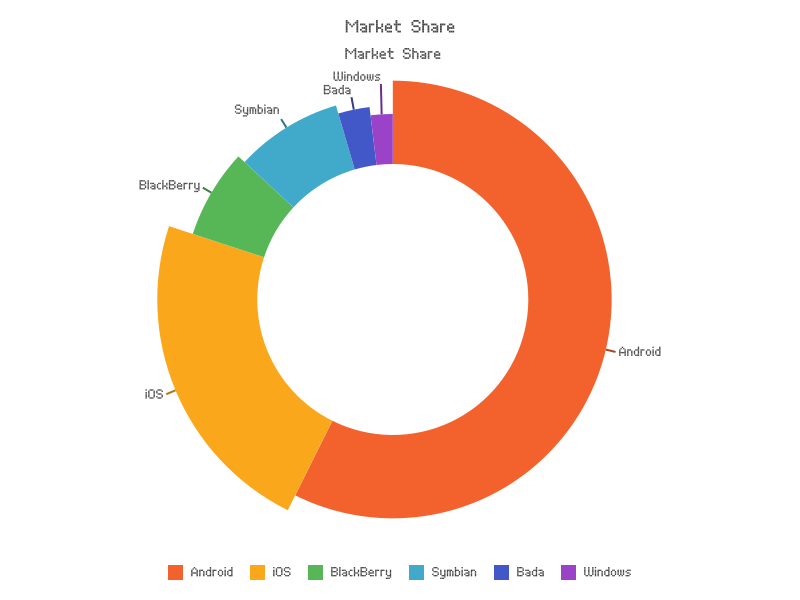 Market Share
Market Share
Windows
Bada
Symbian
BlackBerry
Android
iOS
Android iOS BlackBerry Symbian Bada Windows